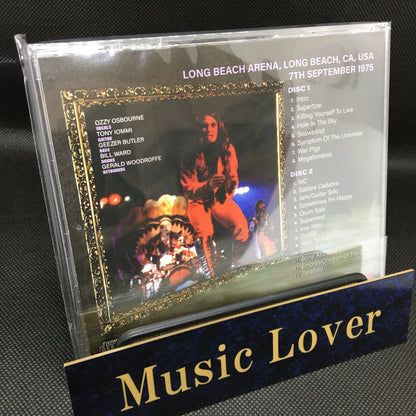 LONG BEACH ARENA, LONG BEACH, CA, USA
7TH SEPTEMBER 1975
OZZY OSBOURNE
VOCALS
TONY IOMMI
GUITAR
GEEZER BUTLER
BASS
BILL WARD
DRUMS
GERALD WOODROFFE
KEYBOARDS
DISC 1
1. Intro
2. Supertzar
3. Killing Yourself To Live
4. Hole In The Sky
5. Snowblind
6. Symptom Of The Universe
7. War Pigs
8. Megalomania
DISC 2
1. MC
2. Sabbra Cadabra
3. Jam/Guitar Solo
4. Sometimes I'm Happy
5. Drum Solo
6. Supernaut
7. Iron Man
8. Orchid
Music Lover